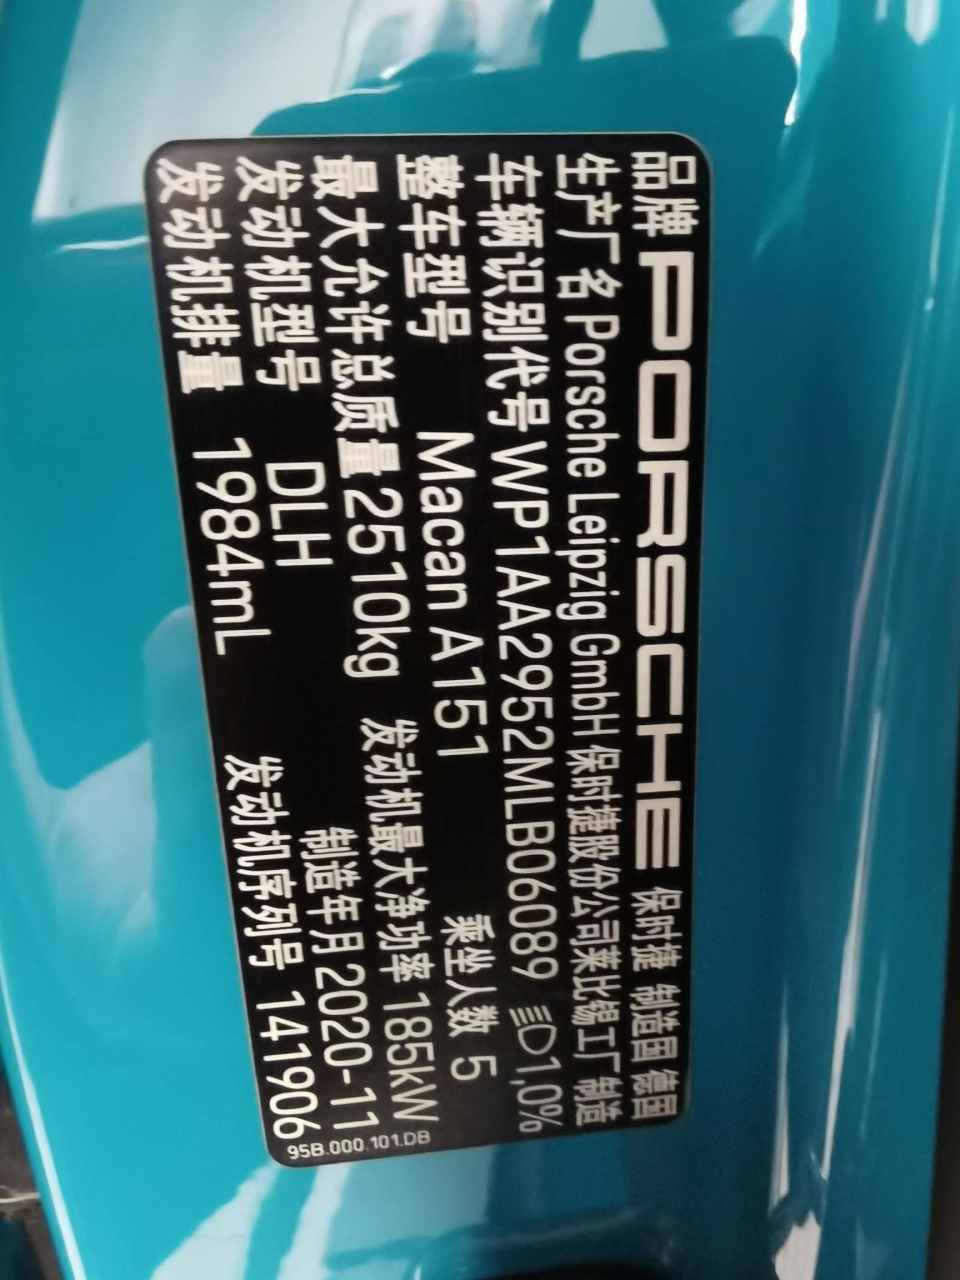 品牌 PORSCHE 保时捷 制造国 德国
生产厂名 Porsche Leipzig GmbH 保时捷股份公司莱比锡工厂 制造
车辆识别代号 WP1AA2952MLB06089 1,0%
整车型号 Macan A151 乘坐人数 5
最大允许总质量 2510kg 发动机最大净功率 185kW
发动机型号 DLH 制造年月 2020-11
发动机排量 1984mL 发动机序列号 141906
95B.000.101.DB